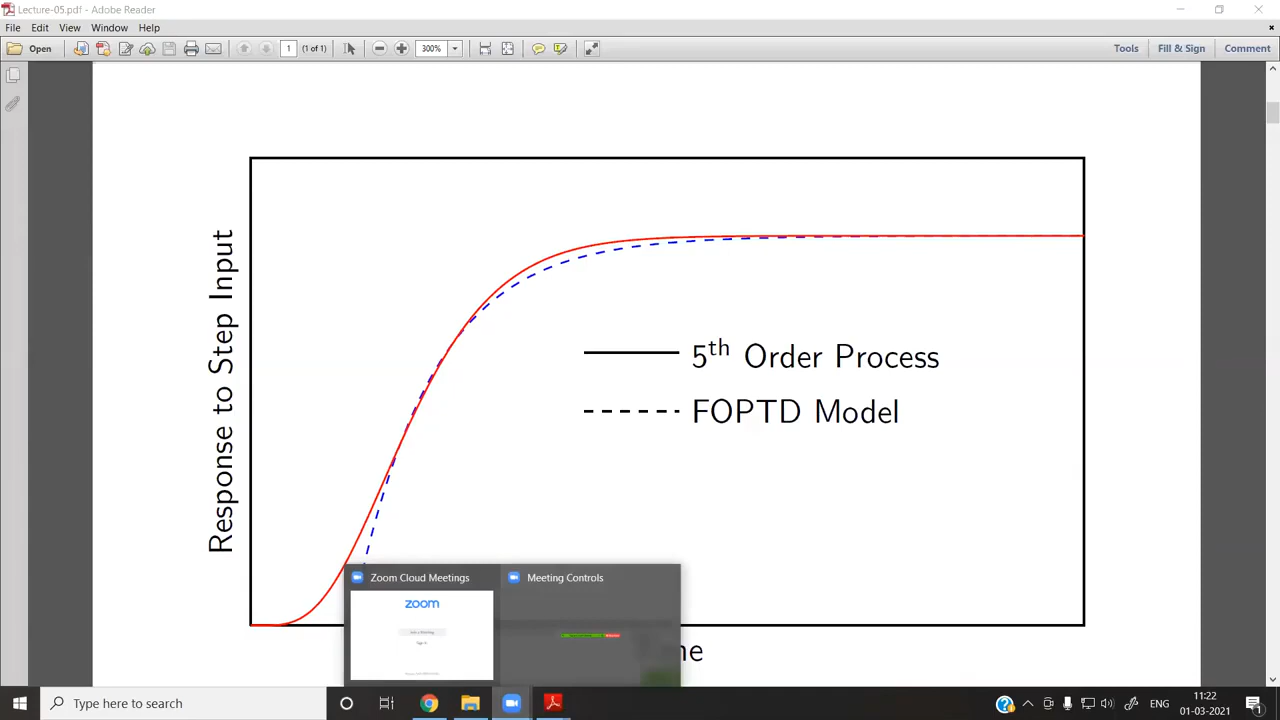 Lecture-05.pdf - Adobe Reader
File Edit View Window Help
Open 1 (1 of 1) 300% Tools Fill & Sign Comment
Response to Step Input
5th Order Process
FOPTD Model
Zoom Cloud Meetings Meeting Controls
zoom
me
Type here to search
ENG 11:22
01-03-2021